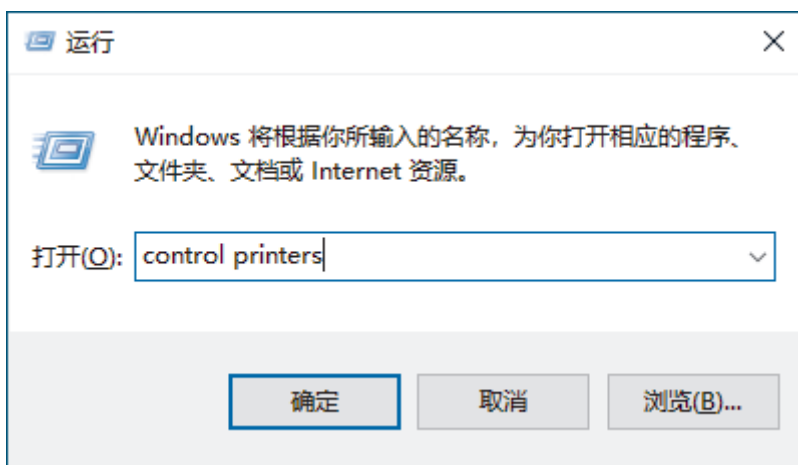 运行
Windows 将根据你所输入的名称，为你打开相应的程序、
文件夹、文档或 Internet 资源。
打开(O): control printers
确定 取消 浏览(B)...